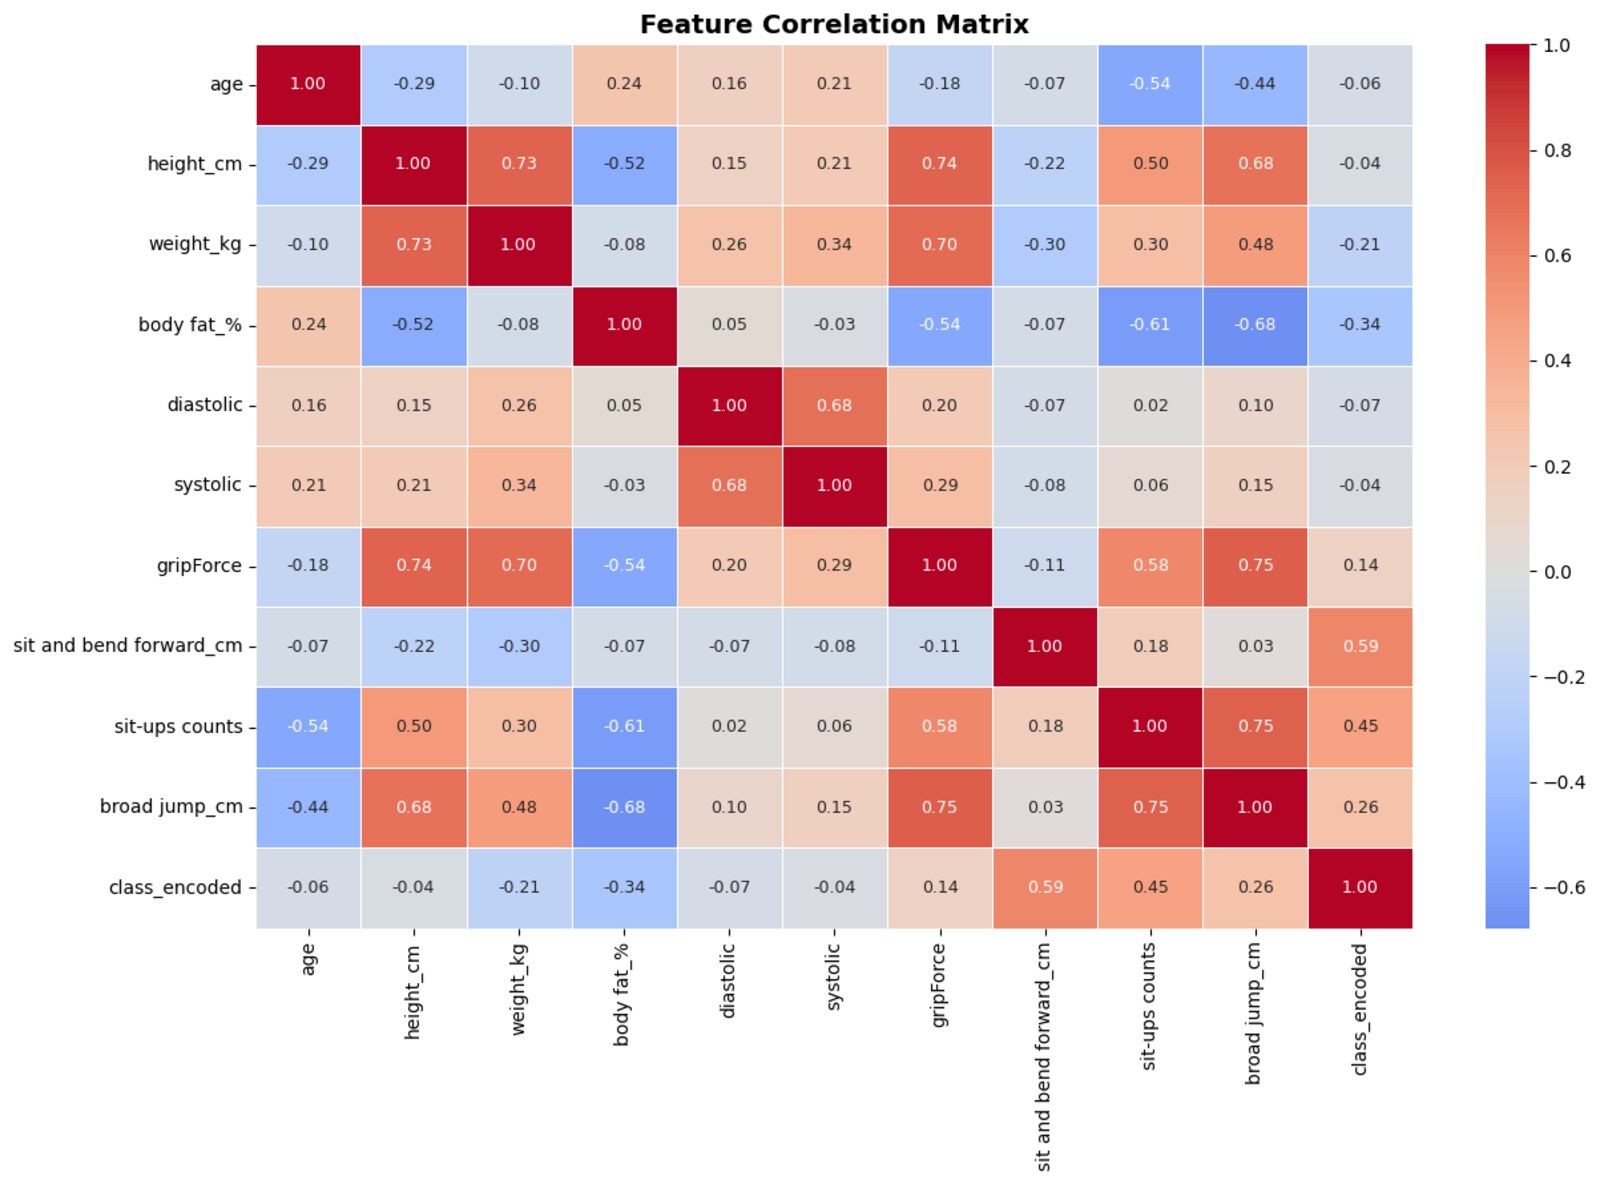 Feature Correlation Matrix
age 1.00 -0.29 -0.10 0.24 0.16 0.21 -0.18 -0.07 -0.54 -0.44 -0.06
height_cm -0.29 1.00 0.73 -0.52 0.15 0.21 0.74 -0.22 0.50 0.68 -0.04
weight_kg -0.10 0.73 1.00 -0.08 0.26 0.34 0.70 -0.30 0.30 0.48 -0.21
body fat_% 0.24 -0.52 -0.08 1.00 0.05 -0.03 -0.54 -0.07 -0.61 -0.68 -0.34
diastolic 0.16 0.15 0.26 0.05 1.00 0.68 0.20 -0.07 0.02 0.10 -0.07
systolic 0.21 0.21 0.34 -0.03 0.68 1.00 0.29 -0.08 0.06 0.15 -0.04
gripForce -0.18 0.74 0.70 -0.54 0.20 0.29 1.00 -0.11 0.58 0.75 0.14
sit and bend forward_cm -0.07 -0.22 -0.30 -0.07 -0.07 -0.08 -0.11 1.00 0.18 0.03 0.59
sit-ups counts -0.54 0.50 0.30 -0.61 0.02 0.06 0.58 0.18 1.00 0.75 0.45
broad jump_cm -0.44 0.68 0.48 -0.68 0.10 0.15 0.75 0.03 0.75 1.00 0.26
class_encoded -0.06 -0.04 -0.21 -0.34 -0.07 -0.04 0.14 0.59 0.45 0.26 1.00
age
height_cm
weight_kg
body fat_%
diastolic
systolic
gripForce
sit and bend forward_cm
sit-ups counts
broad jump_cm
class_encoded
1.0
0.8
0.6
0.4
0.2
0.0
−0.2
−0.4
−0.6